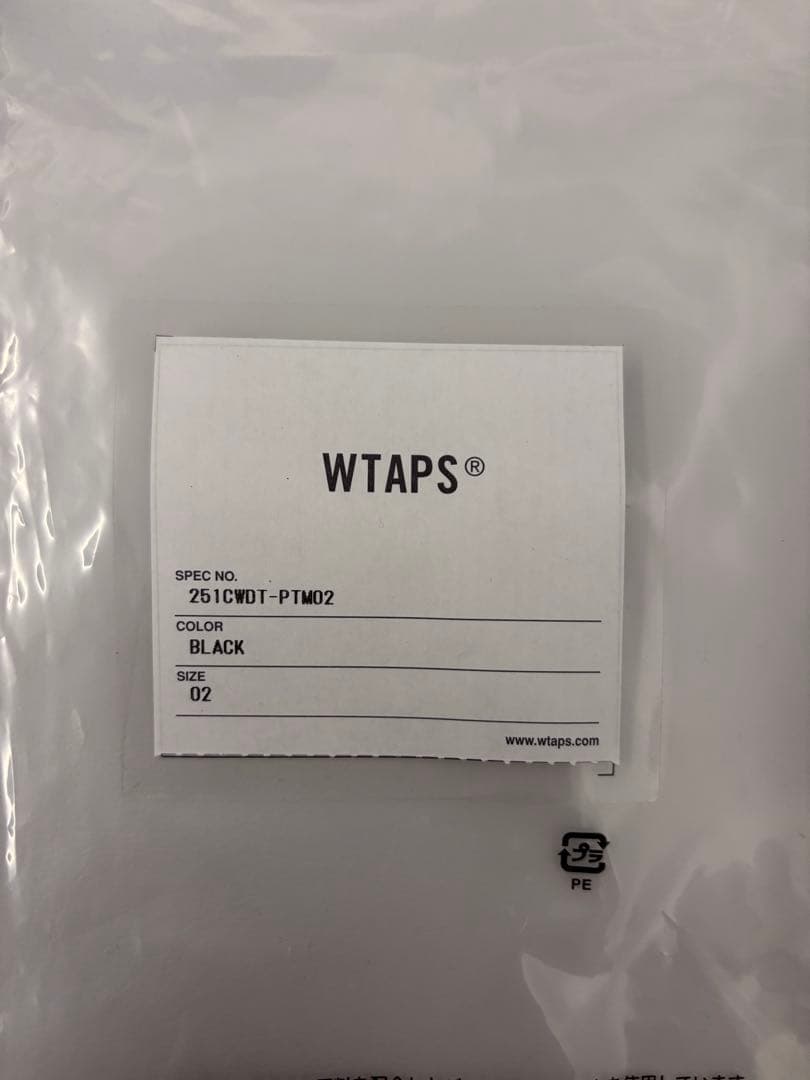 WTAPS®
SPEC NO.
251CWDT-PTM02
COLOR
BLACK
SIZE
02
www.wtaps.com
プラ
PE